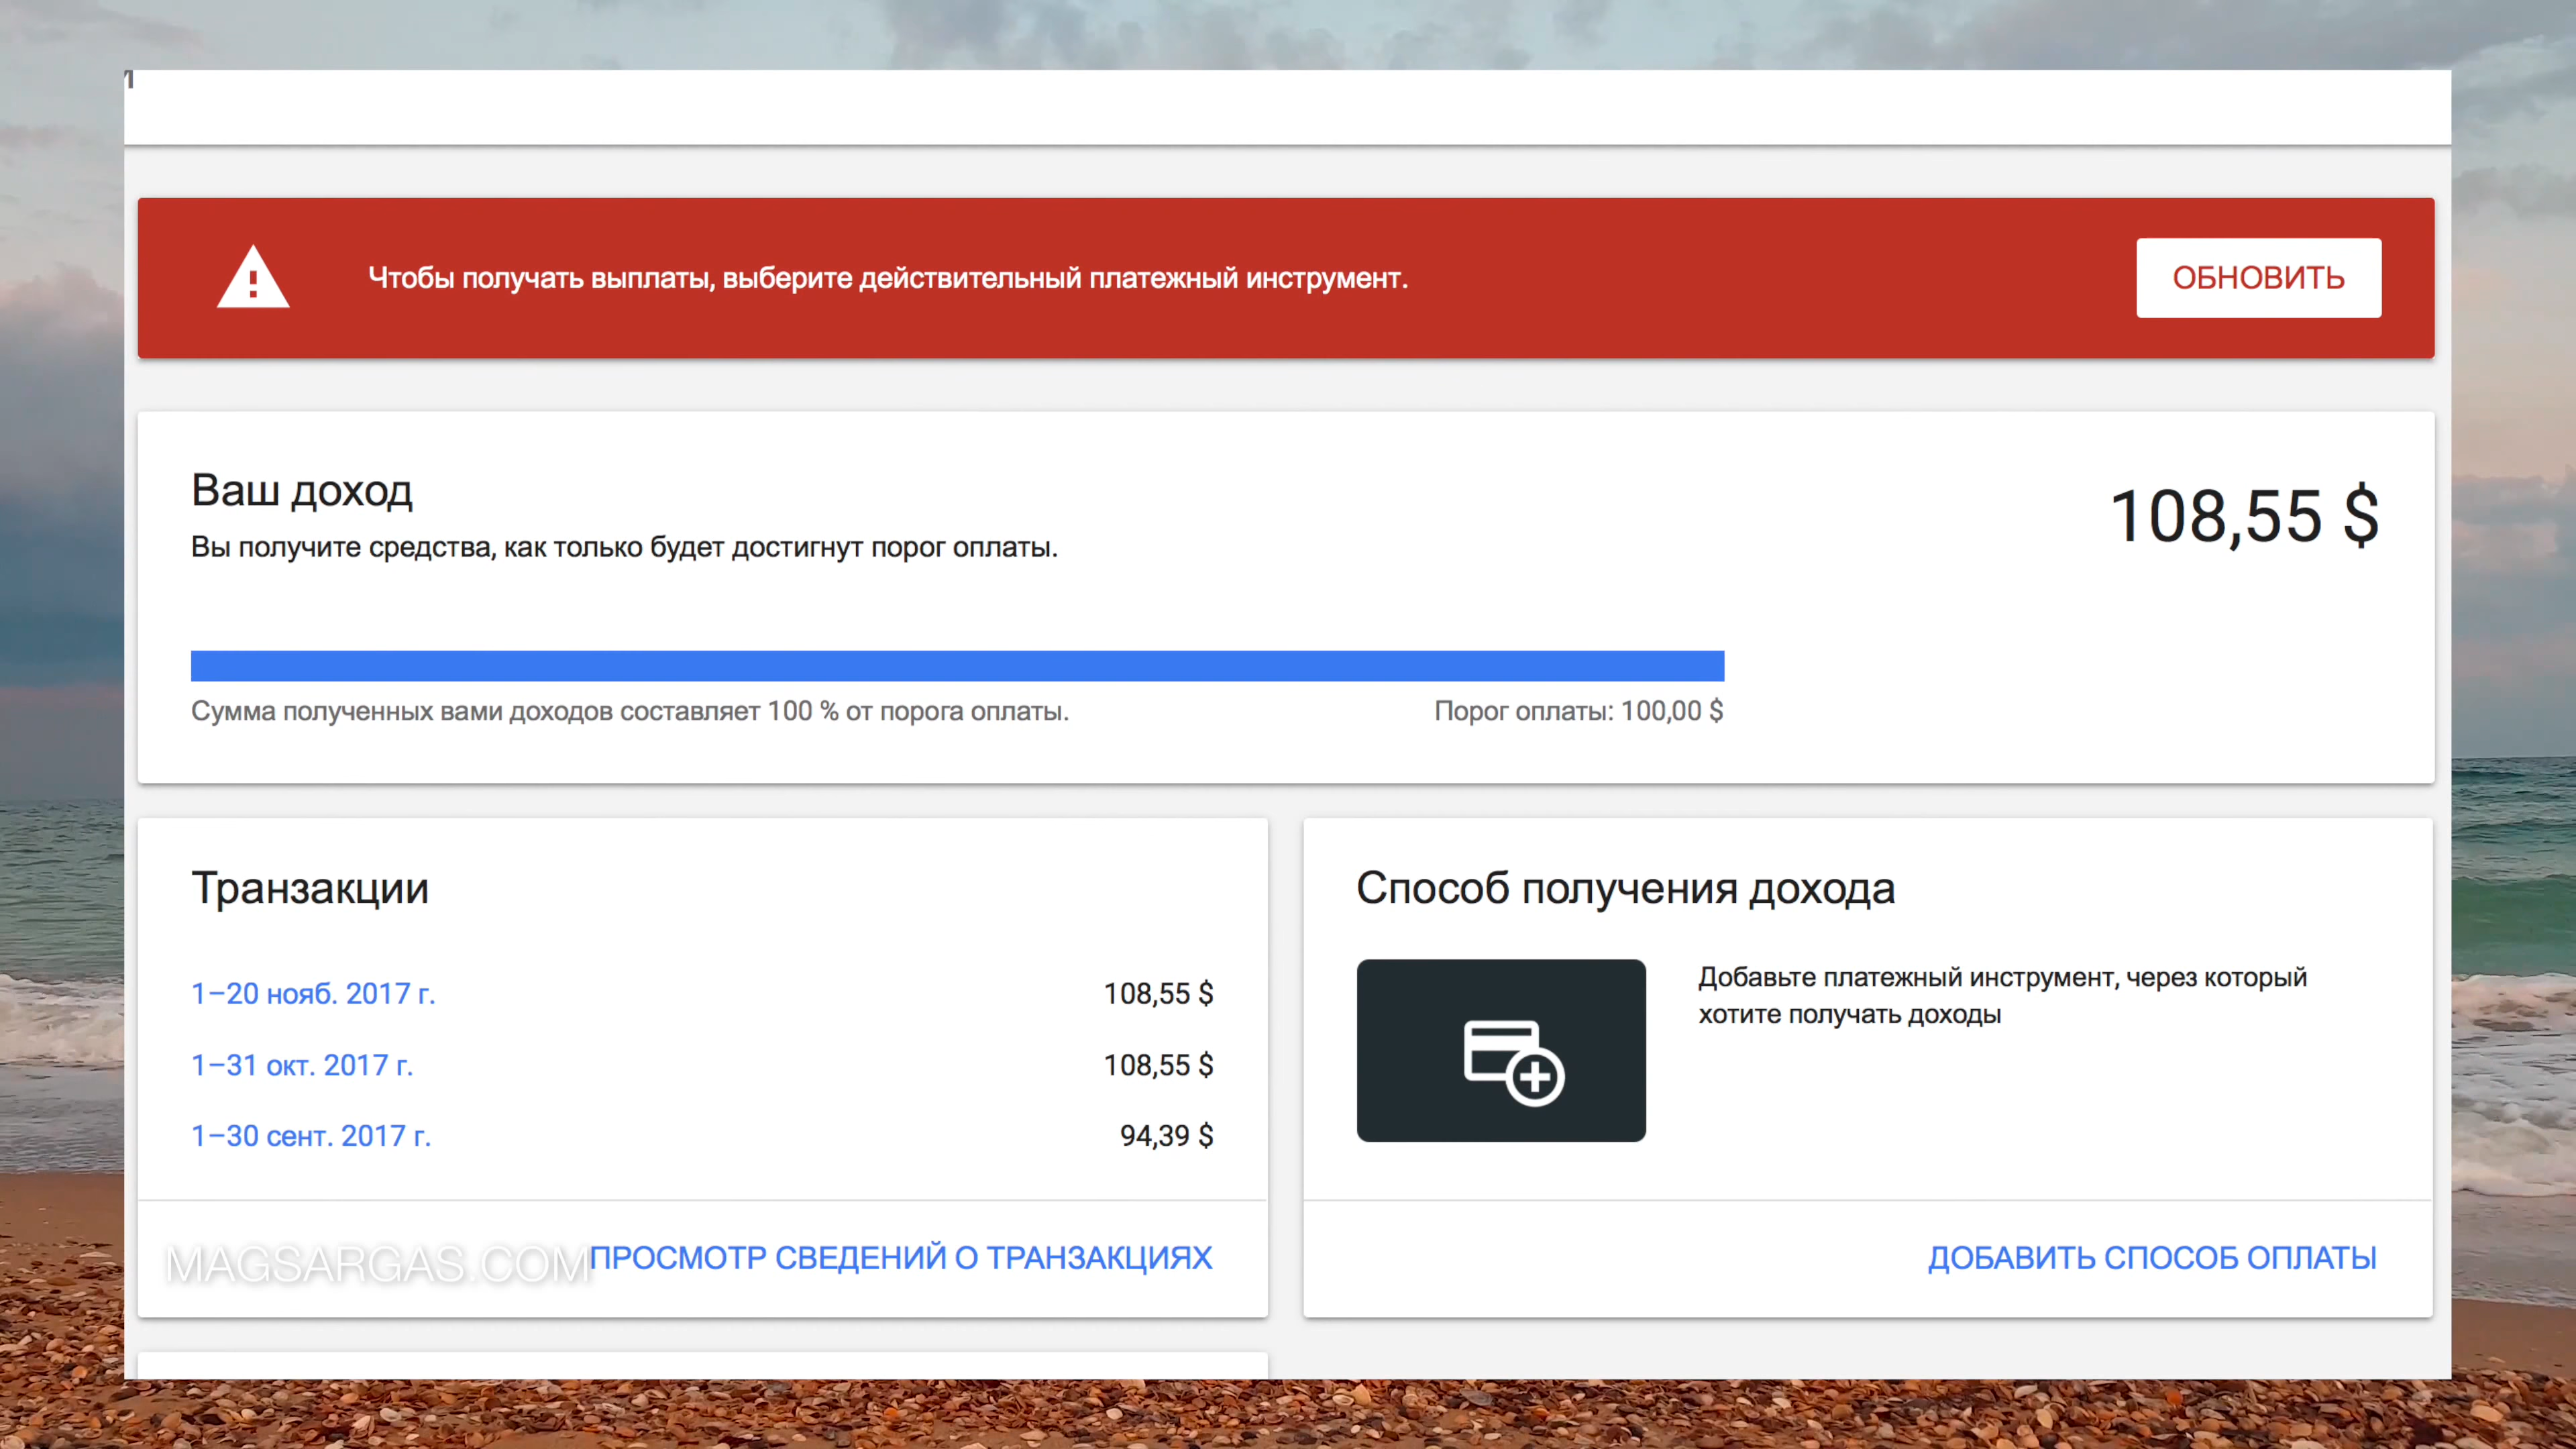 Чтобы получать выплаты, выберите действительный платежный инструмент.
ОБНОВИТЬ
Ваш доход
108,55 $
Вы получите средства, как только будет достигнут порог оплаты.
Сумма полученных вами доходов составляет 100 % от порога оплаты.
Порог оплаты: 100,00 $
Транзакции
1–20 нояб. 2017 г.
108,55 $
1–31 окт. 2017 г.
108,55 $
1–30 сент. 2017 г.
94,39 $
MAGSARGAS.COM
ПРОСМОТР СВЕДЕНИЙ О ТРАНЗАКЦИЯХ
Способ получения дохода
Добавьте платежный инструмент, через который
хотите получать доходы
ДОБАВИТЬ СПОСОБ ОПЛАТЫ